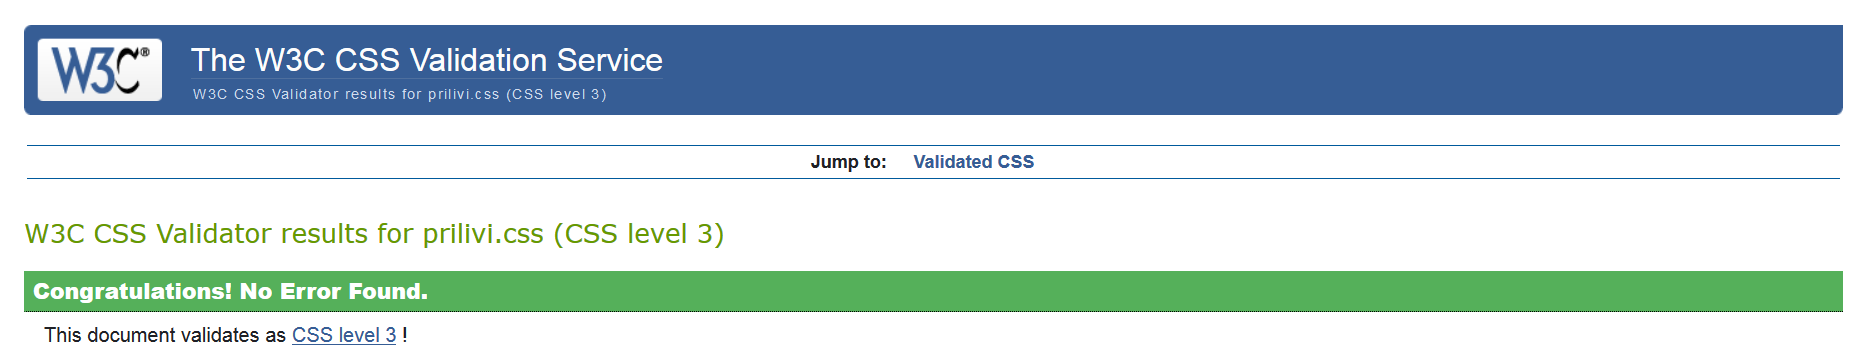 W3C®
The W3C CSS Validation Service
W3C CSS Validator results for prilivi.css (CSS level 3)
Jump to: Validated CSS
W3C CSS Validator results for prilivi.css (CSS level 3)
Congratulations! No Error Found.
This document validates as CSS level 3 !